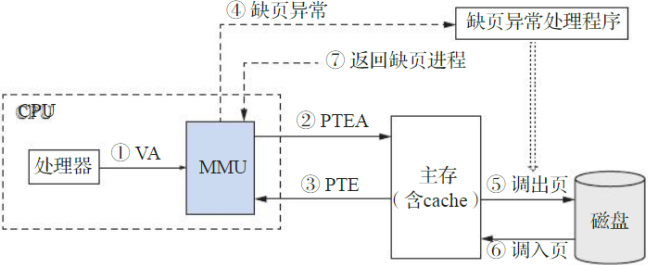 ④ 缺页异常
缺页异常处理程序
⑦ 返回缺页进程
CPU
处理器
① VA
MMU
② PTEA
③ PTE
主存
（含cache）
⑤ 调出页
⑥ 调入页
磁盘